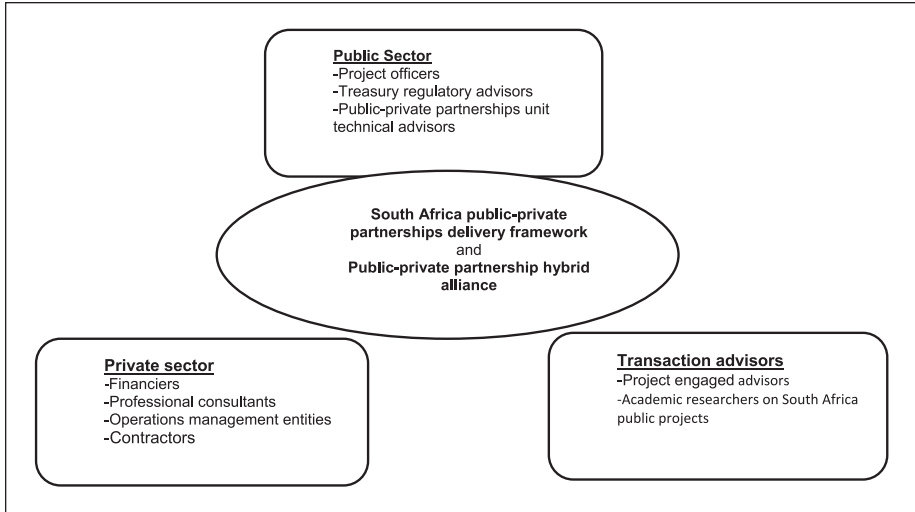 Public Sector
-Project officers
-Treasury regulatory advisors
-Public-private partnerships unit
technical advisors
South Africa public-private
partnerships delivery framework
and
Public-private partnership hybrid
alliance
Private sector
-Financiers
-Professional consultants
-Operations management entities
-Contractors
Transaction advisors
-Project engaged advisors
-Academic researchers on South Africa
public projects